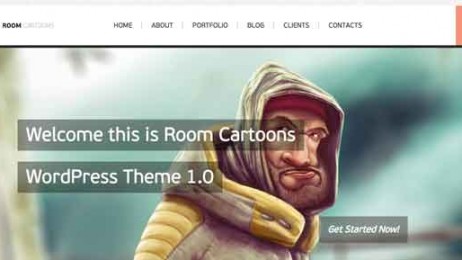 ROOM CARTOONS HOME ABOUT PORTFOLIO BLOG CLIENTS CONTACTS
Welcome this is Room Cartoons
WordPress Theme 1.0
Get Started Now!